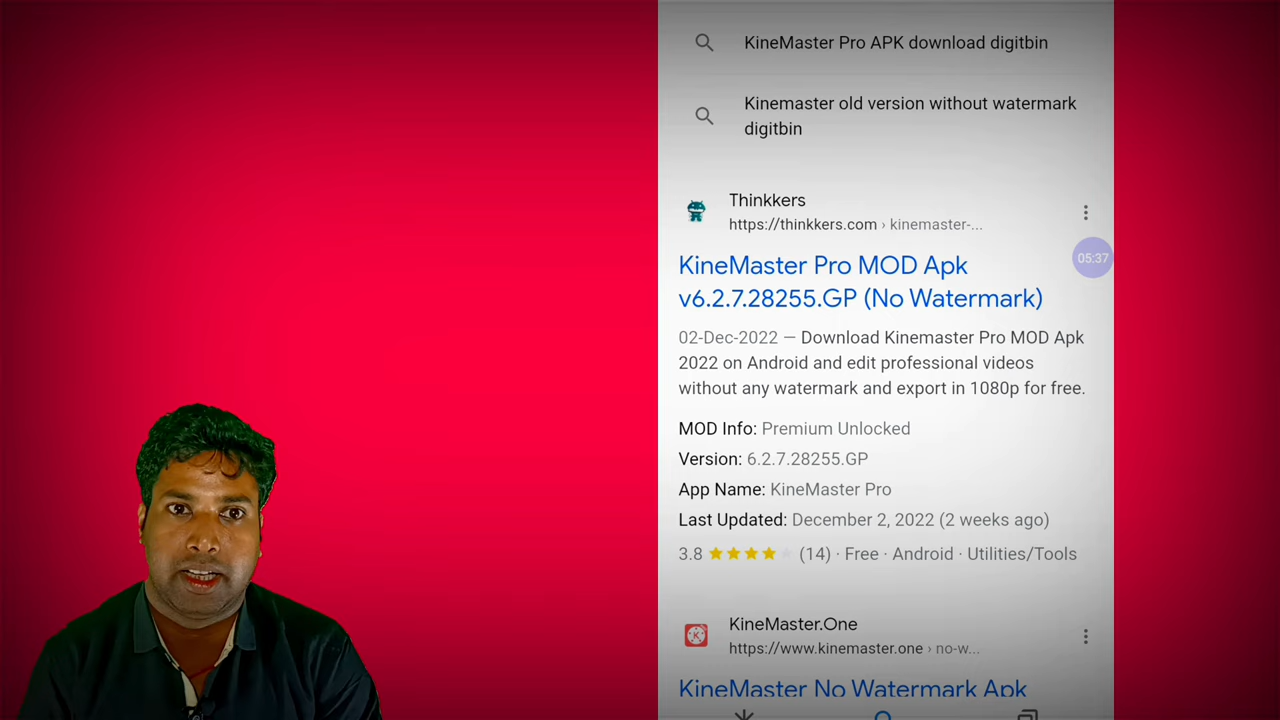 KineMaster Pro APK download digitbin
Kinemaster old version without watermark
digitbin
Thinkkers
https://thinkkers.com › kinemaster-...
05:37
KineMaster Pro MOD Apk
v6.2.7.28255.GP (No Watermark)
02-Dec-2022 — Download Kinemaster Pro MOD Apk
2022 on Android and edit professional videos
without any watermark and export in 1080p for free.
MOD Info: Premium Unlocked
Version: 6.2.7.28255.GP
App Name: KineMaster Pro
Last Updated: December 2, 2022 (2 weeks ago)
3.8 ★★★★★ (14) · Free · Android · Utilities/Tools
KineMaster.One
https://www.kinemaster.one › no-w...
KineMaster No Watermark Apk